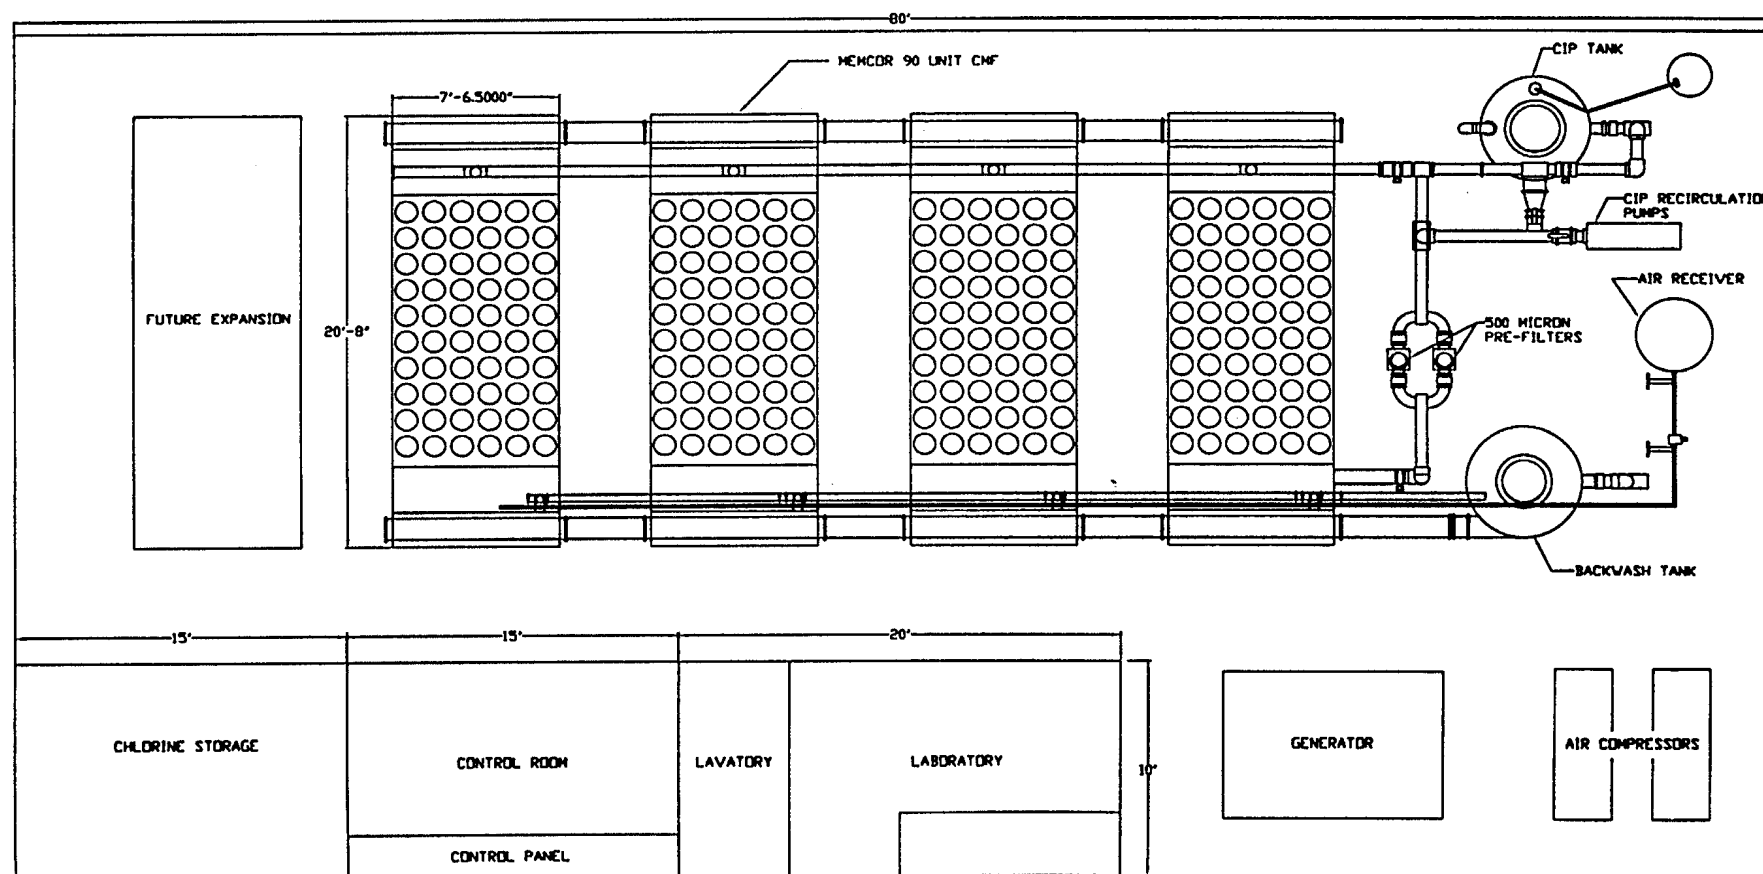 80'
CIP TANK
MEMCOR 90 UNIT CMF
7'-6.5000"
CIP RECIRCULATIO
PUMPS
AIR RECEIVER
FUTURE EXPANSION
20'-8"
500 MICRON
PRE-FILTERS
BACKWASH TANK
15'
15'
20'
CHLORINE STORAGE
CONTROL ROOM
LAVATORY
LABORATORY
10'
GENERATOR
AIR COMPRESSORS
CONTROL PANEL